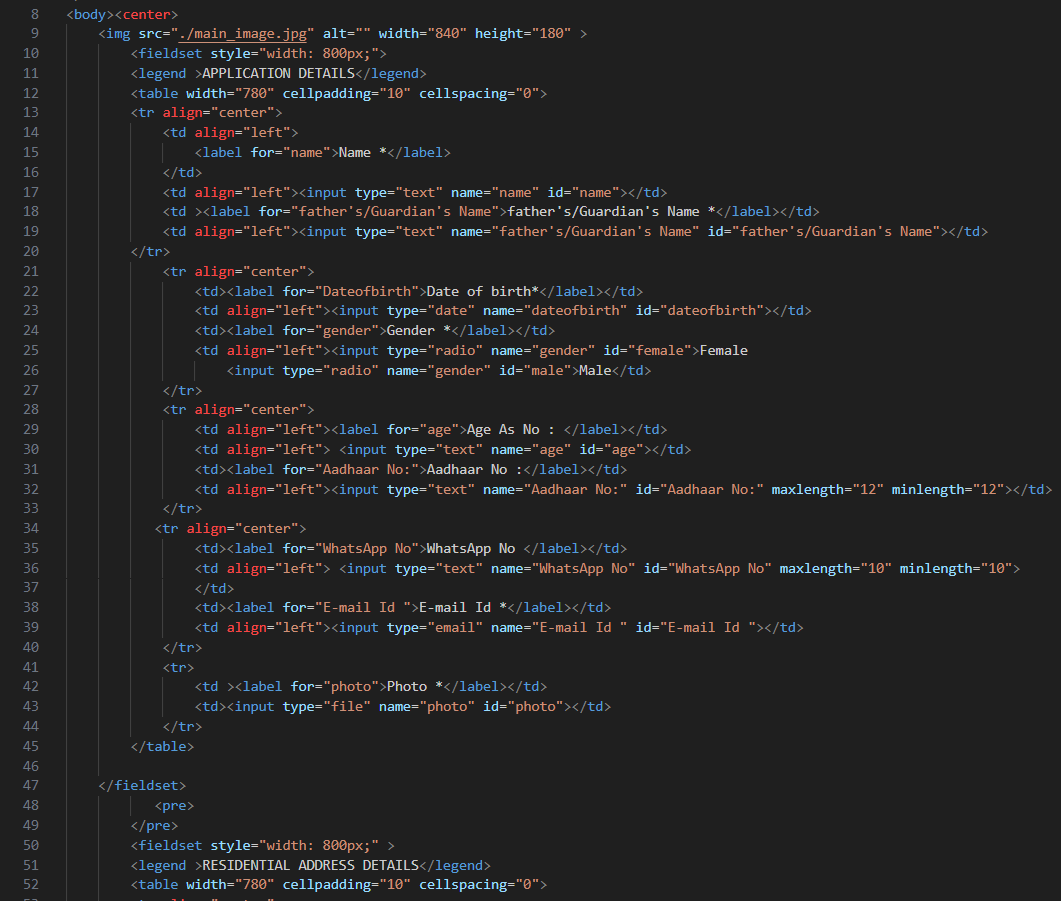 8 <body><center>
9 <img src="./main_image.jpg" alt="" width="840" height="180" >
10 <fieldset style="width: 800px;">
11 <legend >APPLICATION DETAILS</legend>
12 <table width="780" cellpadding="10" cellspacing="0">
13 <tr align="center">
14 <td align="left">
15 <label for="name">Name *</label>
16 </td>
17 <td align="left"><input type="text" name="name" id="name"></td>
18 <td ><label for="father's/Guardian's Name">father's/Guardian's Name *</label></td>
19 <td align="left"><input type="text" name="father's/Guardian's Name" id="father's/Guardian's Name"></td>
20 </tr>
21 <tr align="center">
22 <td><label for="Dateofbirth">Date of birth*</label></td>
23 <td align="left"><input type="date" name="dateofbirth" id="dateofbirth"></td>
24 <td><label for="gender">Gender *</label></td>
25 <td align="left"><input type="radio" name="gender" id="female">Female
26 <input type="radio" name="gender" id="male">Male</td>
27 </tr>
28 <tr align="center">
29 <td align="left"><label for="age">Age As No : </label></td>
30 <td align="left"> <input type="text" name="age" id="age"></td>
31 <td><label for="Aadhaar No:">Aadhaar No :</label></td>
32 <td align="left"><input type="text" name="Aadhaar No:" id="Aadhaar No:" maxlength="12" minlength="12"></td>
33 </tr>
34 <tr align="center">
35 <td><label for="WhatsApp No">WhatsApp No </label></td>
36 <td align="left"> <input type="text" name="WhatsApp No" id="WhatsApp No" maxlength="10" minlength="10">
37 </td>
38 <td><label for="E-mail Id ">E-mail Id *</label></td>
39 <td align="left"><input type="email" name="E-mail Id " id="E-mail Id "></td>
40 </tr>
41 <tr>
42 <td ><label for="photo">Photo *</label></td>
43 <td><input type="file" name="photo" id="photo"></td>
44 </tr>
45 </table>
46
47 </fieldset>
48 <pre>
49 </pre>
50 <fieldset style="width: 800px;" >
51 <legend >RESIDENTIAL ADDRESS DETAILS</legend>
52 <table width="780" cellpadding="10" cellspacing="0">